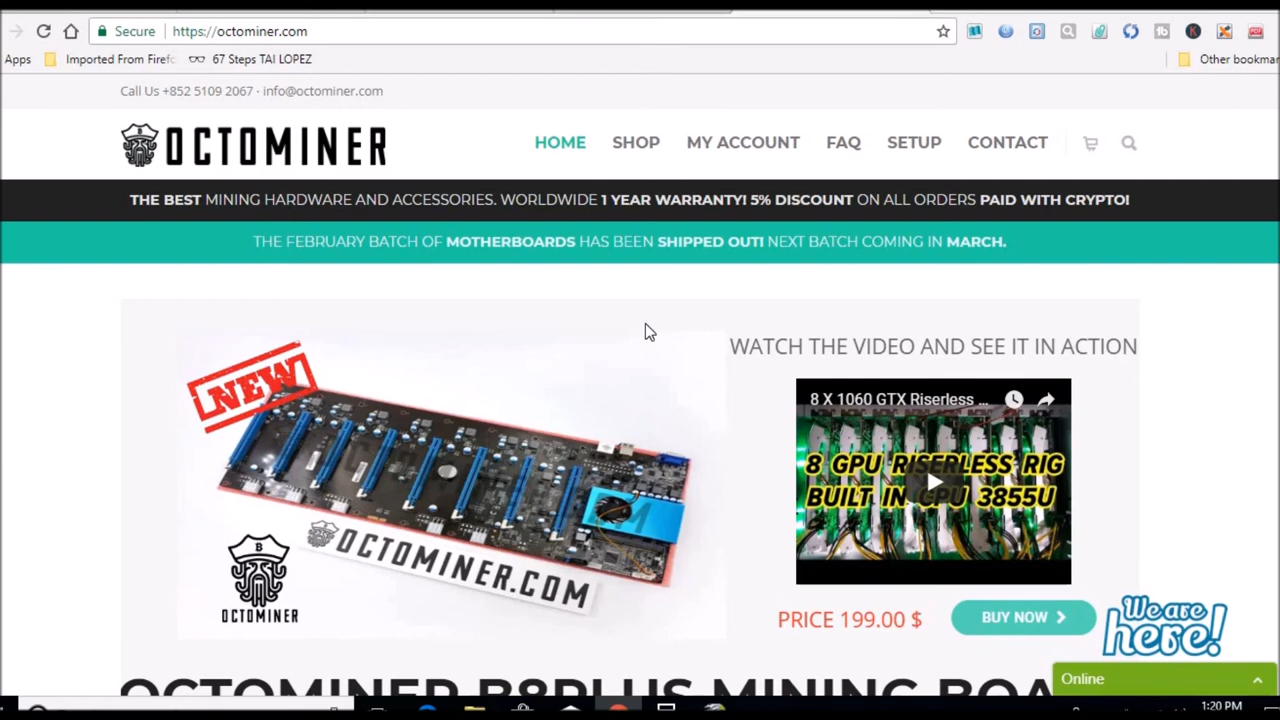 Secure https://octominer.com
Apps Imported From Firef 67 Steps TAI LOPEZ Other bookmar
Call Us +852 5109 2067 · info@octominer.com
OCTOMINER HOME SHOP MY ACCOUNT FAQ SETUP CONTACT
THE BEST MINING HARDWARE AND ACCESSORIES. WORLDWIDE 1 YEAR WARRANTY! 5% DISCOUNT ON ALL ORDERS PAID WITH CRYPTO!
THE FEBRUARY BATCH OF MOTHERBOARDS HAS BEEN SHIPPED OUT! NEXT BATCH COMING IN MARCH.
NEW
WATCH THE VIDEO AND SEE IT IN ACTION
8 X 1060 GTX Riserless ...
8 GPU RISERLESS RIG
BUILT IN CPU 3855U
OCTOMINER.COM
B
OCTOMINER
PRICE 199.00 $ BUY NOW
We are
here!
OCTOMINER B8PLUS MINING BOA
Online
1:20 PM